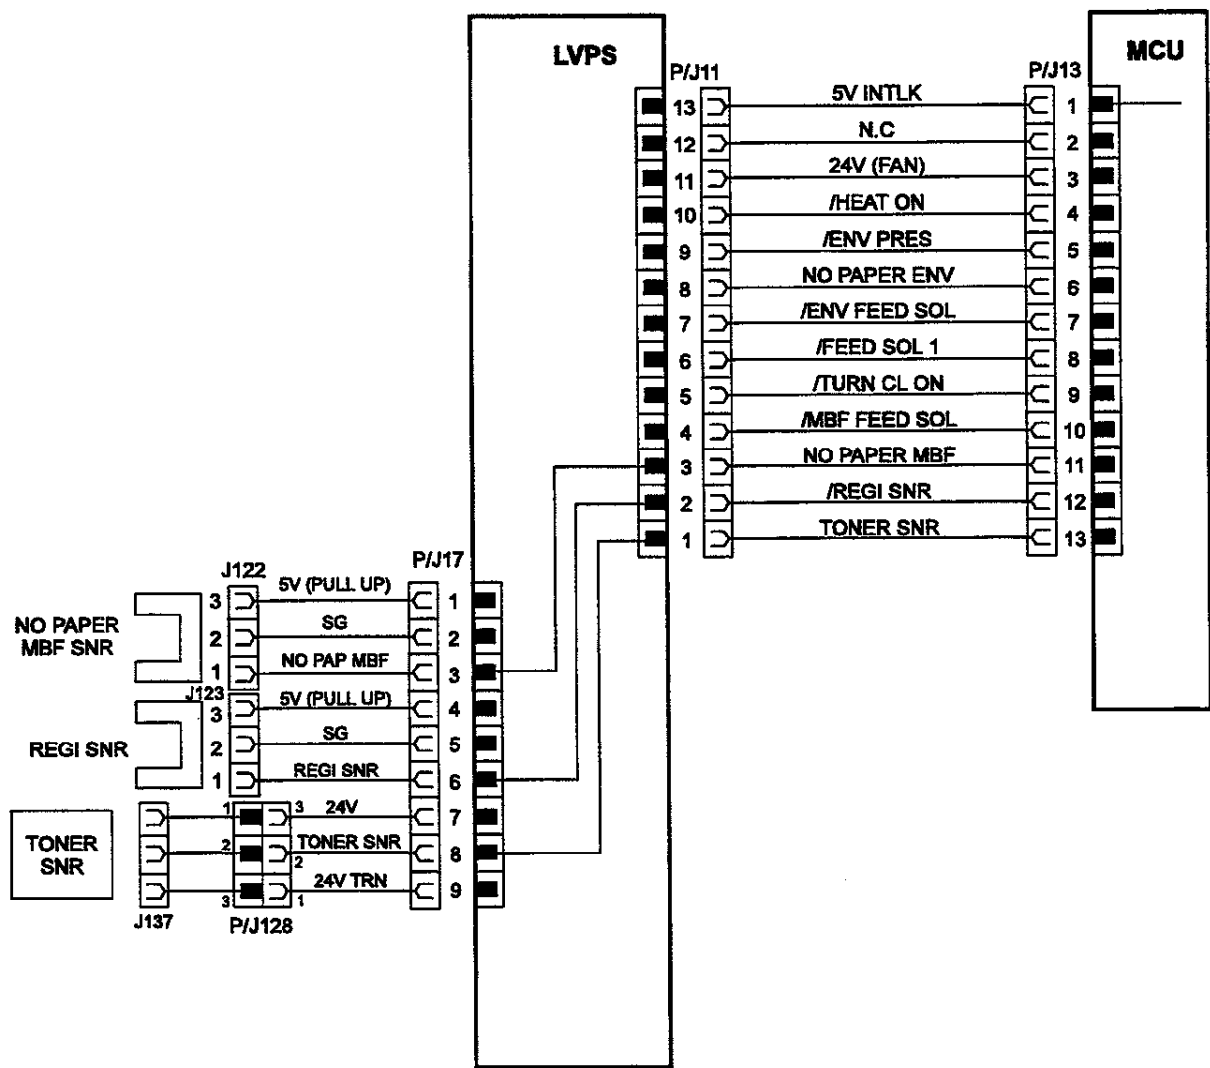 LVPS
MCU
P/J11
P/J13
13 5V INTLK 1
12 N.C 2
11 24V (FAN) 3
10 /HEAT ON 4
9 /ENV PRES 5
8 NO PAPER ENV 6
7 /ENV FEED SOL 7
6 /FEED SOL 1 8
5 /TURN CL ON 9
4 /MBF FEED SOL 10
3 NO PAPER MBF 11
2 /REGI SNR 12
1 TONER SNR 13
P/J17
J122
3 5V (PULL UP) 1
NO PAPER
MBF SNR
2 SG 2
1 NO PAP MBF 3
J123
3 5V (PULL UP) 4
REGI SNR
2 SG 5
1 REGI SNR 6
1 3 24V 7
TONER
SNR
2 2 TONER SNR 8
3 1 24V TRN 9
J137
P/J128